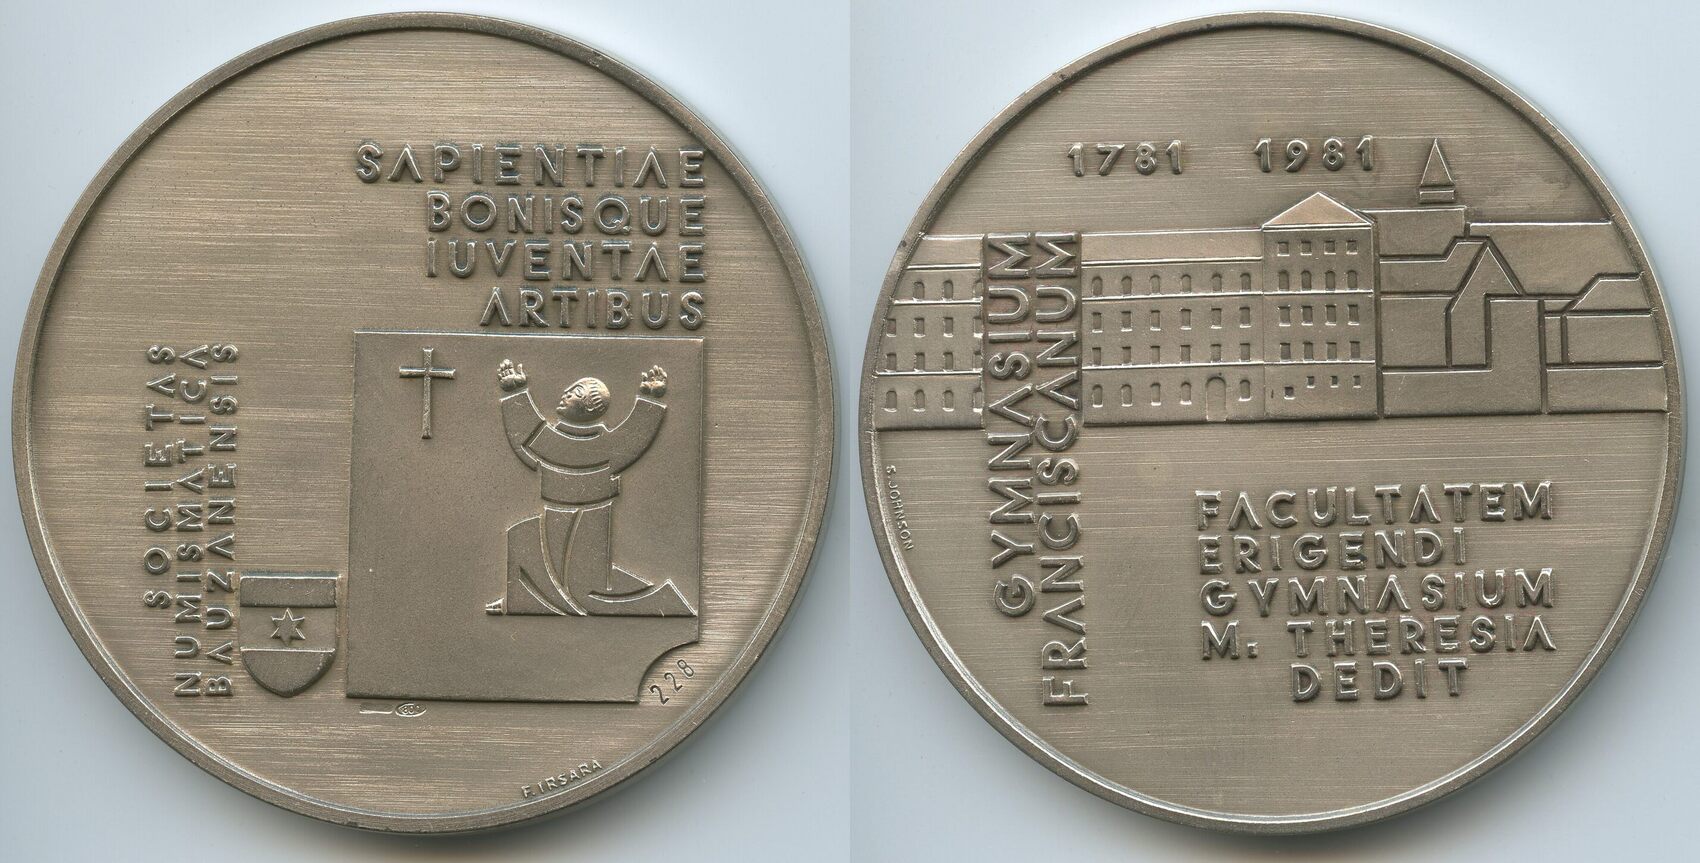 SAPIENTIAE
BONISQUE
IUVENTAE
ARTIBUS
SOCIETAS
NUMISMATICA
BAUZANENSIS
228
F. IRSARA
1781 1981
GYMNASIUM
FRANCISCANUM
S. JOHNSON
FACULTATEM
ERIGENDI
GYMNASIUM
M. THERESIA
DEDIT